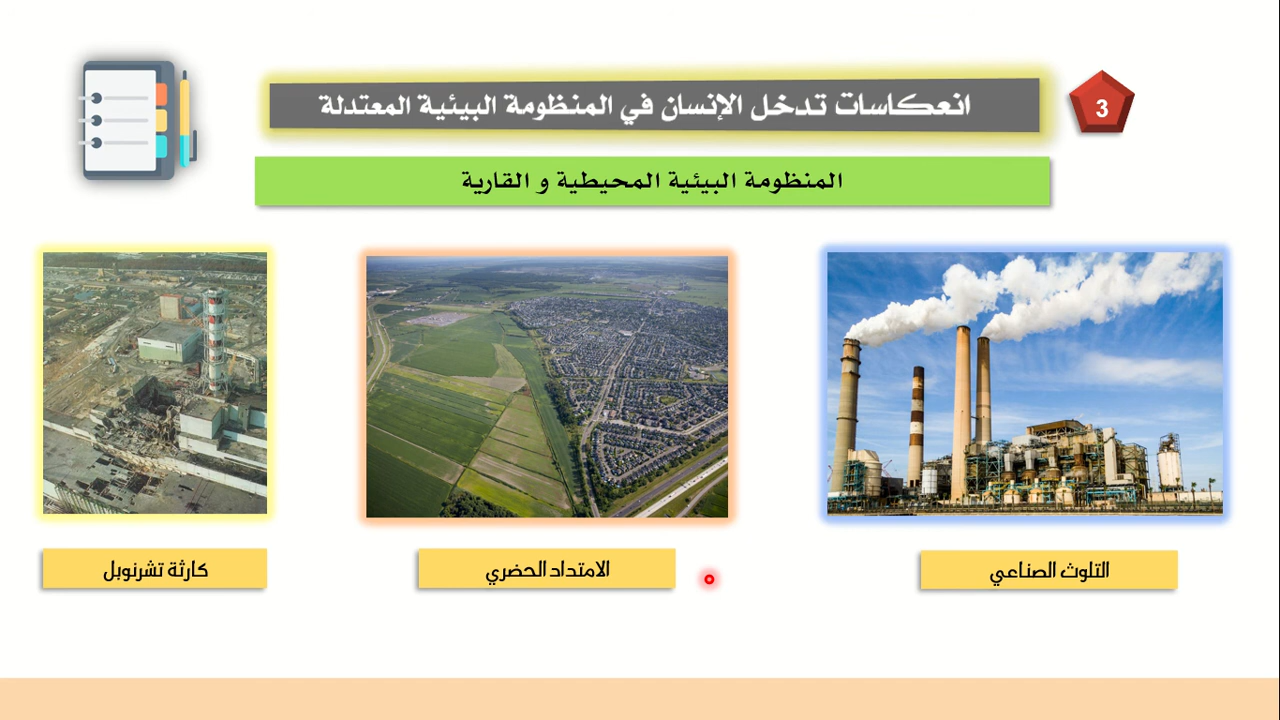 3
انعكاسات تدخل الإنسان في المنظومة البيئية المعتدلة
المنظومة البيئية المحيطية و القارية
التلوث الصناعي
الامتداد الحضري
كارثة تشرنوبل